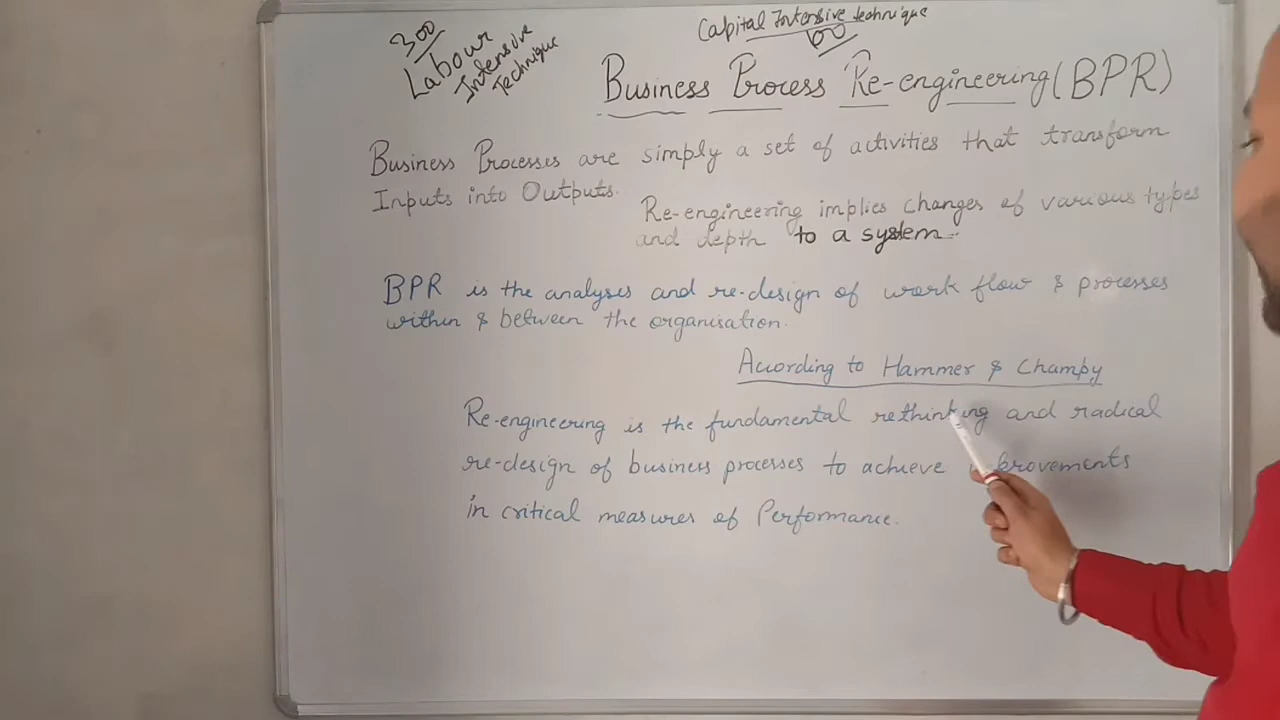 300
Labour
Intensive
Technique
Capital Intensive technique
Business Process Re-engineering (BPR)
Business Processes are simply a set of activities that transform
Inputs into Outputs.
Re-engineering implies changes of various types
and depth to a system.
BPR is the analyses and re-design of work flow & processes
within & between the organisation.
According to Hammer & Champy
Re-engineering is the fundamental rethinking and radical
re-design of business processes to achieve improvements
in critical measures of Performance.